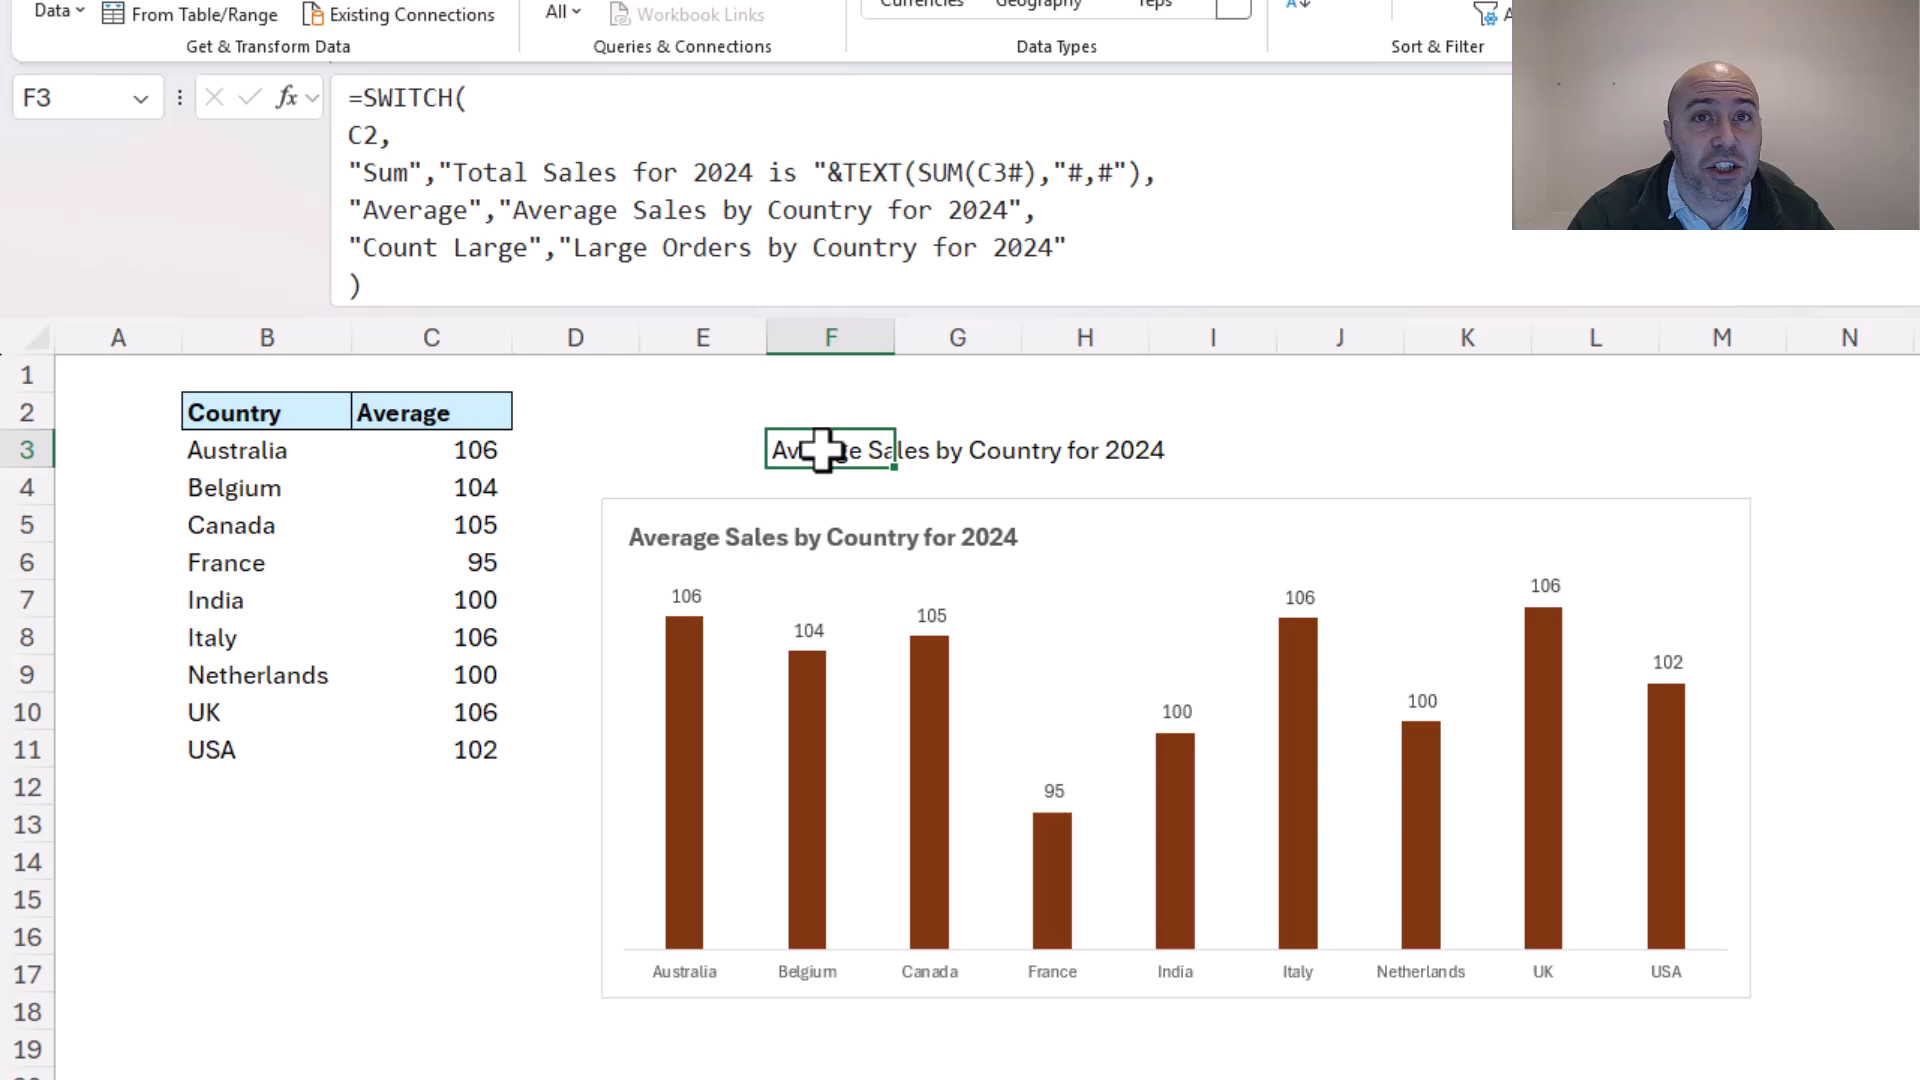 Data
From Table/Range
Existing Connections
All
Workbook Links
Currencies
Geography
Get & Transform Data
Queries & Connections
Data Types
Sort & Filter
F3
fx
=SWITCH(
C2,
"Sum","Total Sales for 2024 is "&TEXT(SUM(C3#),"#,#"),
"Average","Average Sales by Country for 2024",
"Count Large","Large Orders by Country for 2024"
)
A B C D E F G H I J K L M N
1
2 Country Average
3 Australia 106 Average Sales by Country for 2024
4 Belgium 104
5 Canada 105
6 France 95
7 India 100
8 Italy 106
9 Netherlands 100
10 UK 106
11 USA 102
12
13
14
15
16
17
18
19
Average Sales by Country for 2024
106 104 105 95 100 106 100 106 102
Australia Belgium Canada France India Italy Netherlands UK USA